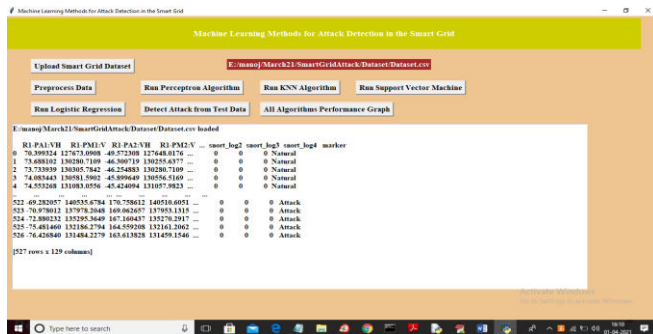 Machine Learning Methods for Attack Detection in the Smart Grid
Machine Learning Methods for Attack Detection in the Smart Grid
Upload Smart Grid Dataset E:/manoj/March21/SmartGridAttack/Dataset/Dataset.csv
Preprocess Data Run Perceptron Algorithm Run KNN Algorithm Run Support Vector Machine
Run Logistic Regression Detect Attack from Test Data All Algorithms Performance Graph
E:/manoj/March21/SmartGridAttack/Dataset/Dataset.csv loaded
R1-PA1:VH R1-PM1:V R1-PA2:VH R1-PM2:V ... snort_log2 snort_log3 snort_log4 marker
0 70.399324 127673.0908 -49.572308 127648.0176 ... 0 0 0 Natural
1 73.688102 130280.7109 -46.300719 130255.6377 ... 0 0 0 Natural
2 73.733939 130305.7842 -46.254883 130280.7109 ... 0 0 0 Natural
3 74.083443 130581.5902 -45.899649 130556.5169 ... 0 0 0 Natural
4 74.553268 131083.0556 -45.424094 131057.9823 ... 0 0 0 Natural
.. ... ... ... ... ... ... ... ... ...
522 -69.282057 140535.6784 170.758612 140510.6051 ... 0 0 0 Attack
523 -70.978012 137978.2048 169.062657 137953.1315 ... 0 0 0 Attack
524 -72.880232 135295.3649 167.160437 135270.2917 ... 0 0 0 Attack
525 -75.481460 132186.2794 164.559208 132161.2062 ... 0 0 0 Attack
526 -76.426840 131484.2279 163.613828 131459.1546 ... 0 0 0 Attack
[527 rows x 129 columns]
Activate Windows
Go to Settings to activate Windows.
Type here to search
16:10
01-04-2021